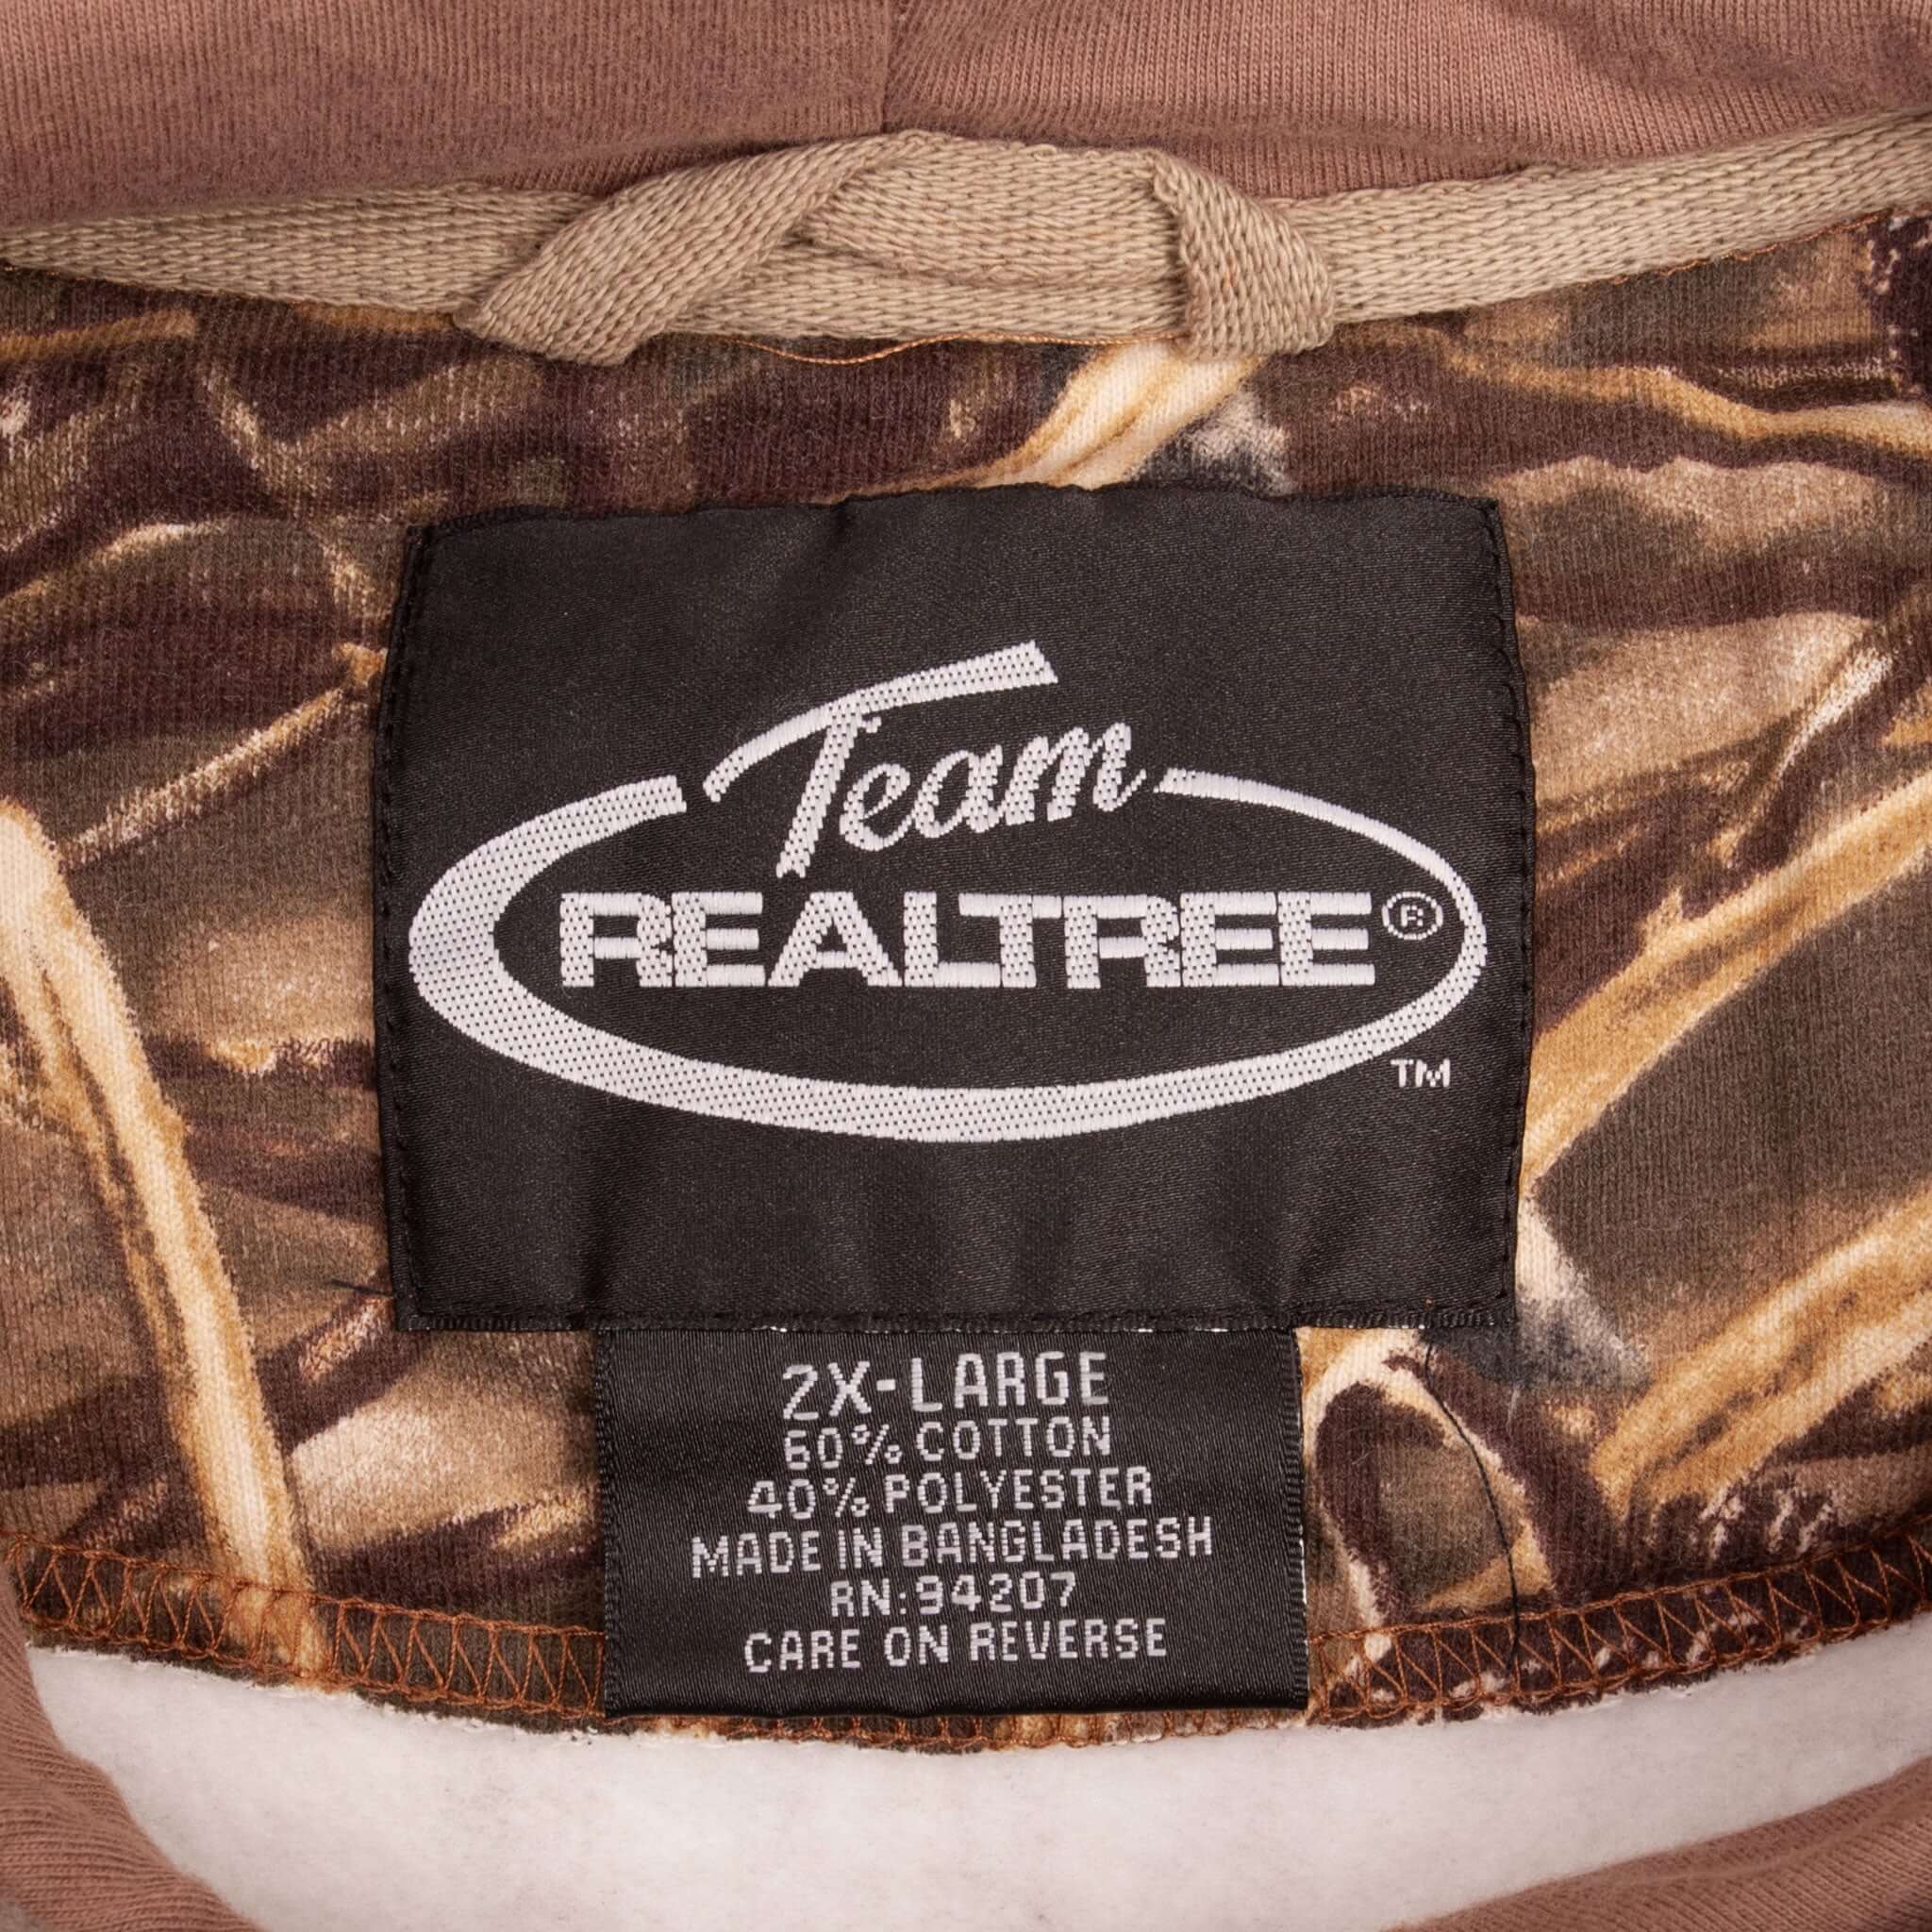 Team
REALTREE®
TM
2X-LARGE
60% COTTON
40% POLYESTER
MADE IN BANGLADESH
RN:94207
CARE ON REVERSE